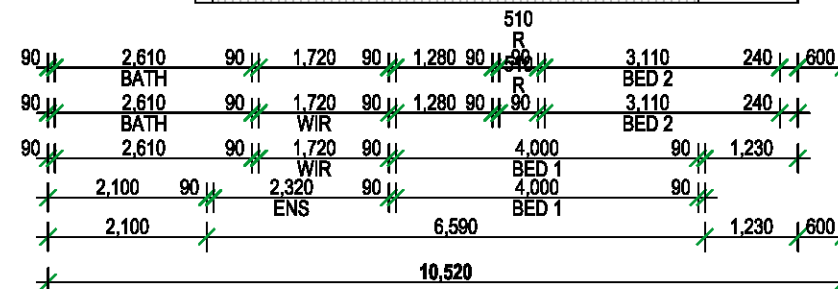 510
R
90 2,610 90 1,720 90 1,280 90 90 3,110 240 600
BATH 510 BED 2
R
90 2,610 90 1,720 90 1,280 90 90 3,110 240
BATH WIR BED 2
90 2,610 90 1,720 90 4,000 90 1,230
WIR BED 1
2,100 90 2,320 90 4,000 90
ENS BED 1
2,100 6,590 1,230 600
10,520